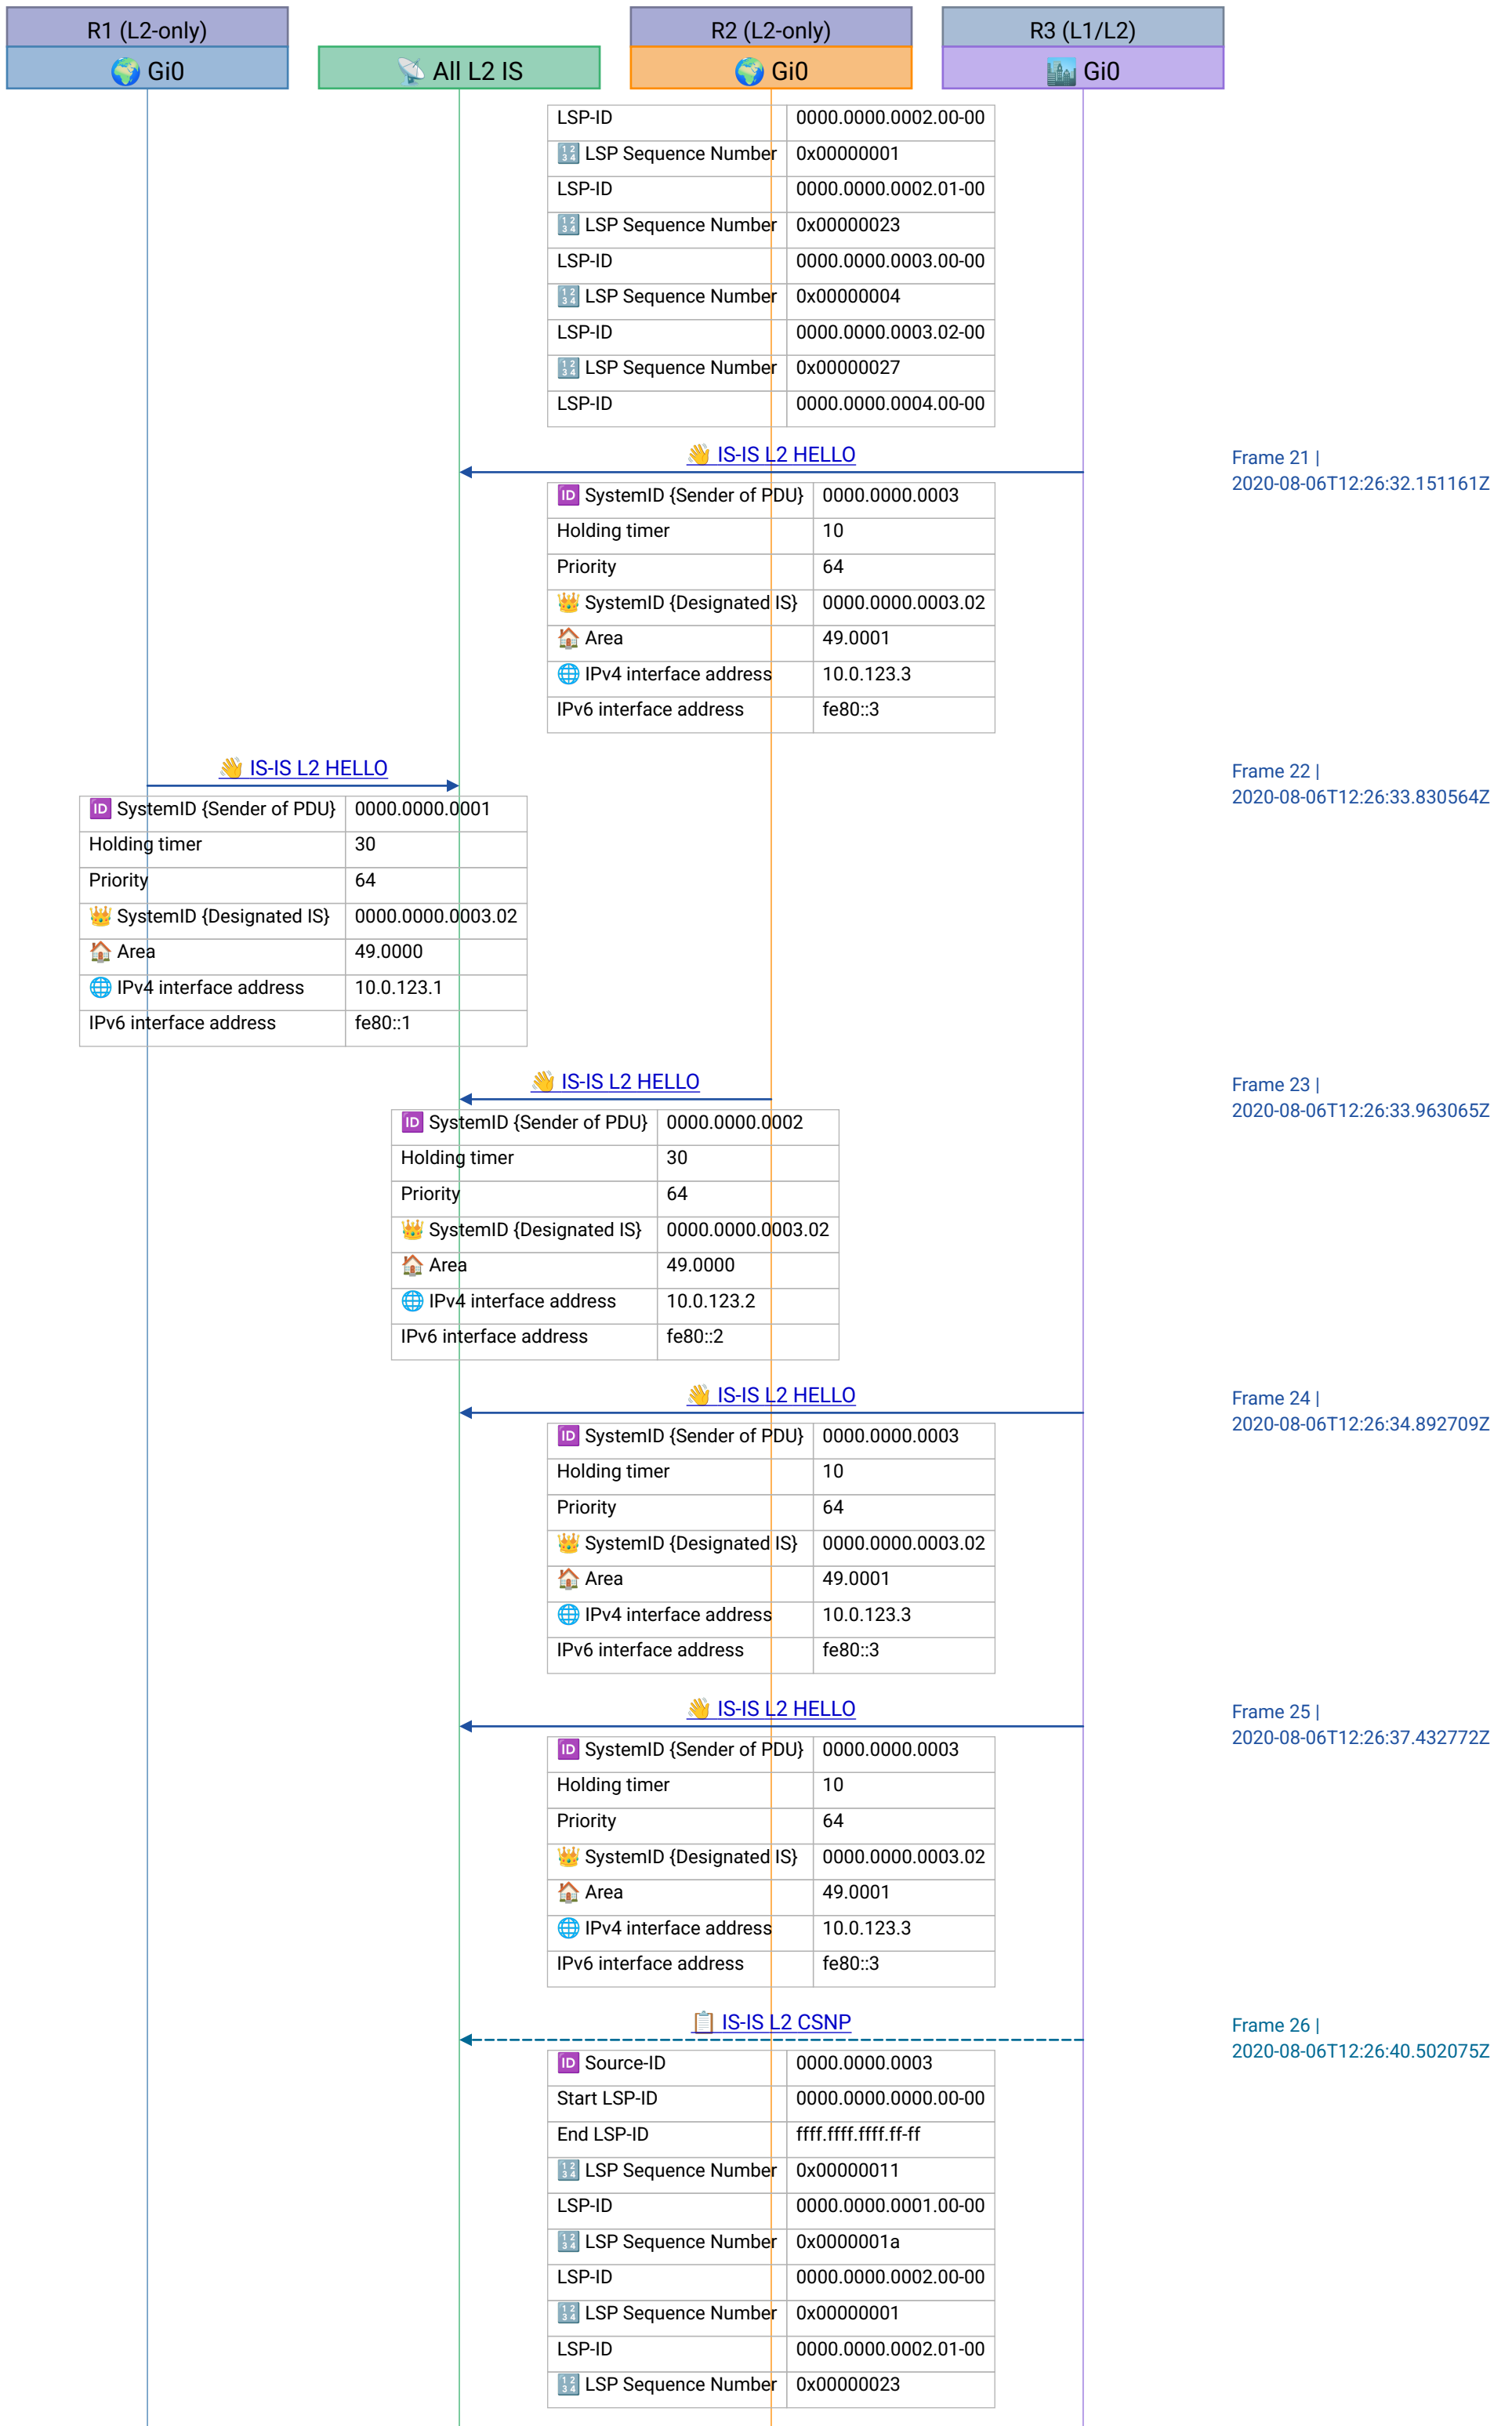 R1 (L2-only)
R2 (L2-only)
R3 (L1/L2)
🌍 Gi0
📡 All L2 IS
🌍 Gi0
🏙️ Gi0
LSP-ID 0000.0000.0002.00-00
🔢 LSP Sequence Number 0x00000001
LSP-ID 0000.0000.0002.01-00
🔢 LSP Sequence Number 0x00000023
LSP-ID 0000.0000.0003.00-00
🔢 LSP Sequence Number 0x00000004
LSP-ID 0000.0000.0003.02-00
🔢 LSP Sequence Number 0x00000027
LSP-ID 0000.0000.0004.00-00
👋 IS-IS L2 HELLO
Frame 21 |
2020-08-06T12:26:32.151161Z
🆔 SystemID {Sender of PDU} 0000.0000.0003
Holding timer 10
Priority 64
👑 SystemID {Designated IS} 0000.0000.0003.02
🏠 Area 49.0001
🌐 IPv4 interface address 10.0.123.3
IPv6 interface address fe80::3
👋 IS-IS L2 HELLO
Frame 22 |
2020-08-06T12:26:33.830564Z
🆔 SystemID {Sender of PDU} 0000.0000.0001
Holding timer 30
Priority 64
👑 SystemID {Designated IS} 0000.0000.0003.02
🏠 Area 49.0000
🌐 IPv4 interface address 10.0.123.1
IPv6 interface address fe80::1
👋 IS-IS L2 HELLO
Frame 23 |
2020-08-06T12:26:33.963065Z
🆔 SystemID {Sender of PDU} 0000.0000.0002
Holding timer 30
Priority 64
👑 SystemID {Designated IS} 0000.0000.0003.02
🏠 Area 49.0000
🌐 IPv4 interface address 10.0.123.2
IPv6 interface address fe80::2
👋 IS-IS L2 HELLO
Frame 24 |
2020-08-06T12:26:34.892709Z
🆔 SystemID {Sender of PDU} 0000.0000.0003
Holding timer 10
Priority 64
👑 SystemID {Designated IS} 0000.0000.0003.02
🏠 Area 49.0001
🌐 IPv4 interface address 10.0.123.3
IPv6 interface address fe80::3
👋 IS-IS L2 HELLO
Frame 25 |
2020-08-06T12:26:37.432772Z
🆔 SystemID {Sender of PDU} 0000.0000.0003
Holding timer 10
Priority 64
👑 SystemID {Designated IS} 0000.0000.0003.02
🏠 Area 49.0001
🌐 IPv4 interface address 10.0.123.3
IPv6 interface address fe80::3
📋 IS-IS L2 CSNP
Frame 26 |
2020-08-06T12:26:40.502075Z
🆔 Source-ID 0000.0000.0003
Start LSP-ID 0000.0000.0000.00-00
End LSP-ID ffff.ffff.ffff.ff-ff
🔢 LSP Sequence Number 0x00000011
LSP-ID 0000.0000.0001.00-00
🔢 LSP Sequence Number 0x0000001a
LSP-ID 0000.0000.0002.00-00
🔢 LSP Sequence Number 0x00000001
LSP-ID 0000.0000.0002.01-00
🔢 LSP Sequence Number 0x00000023